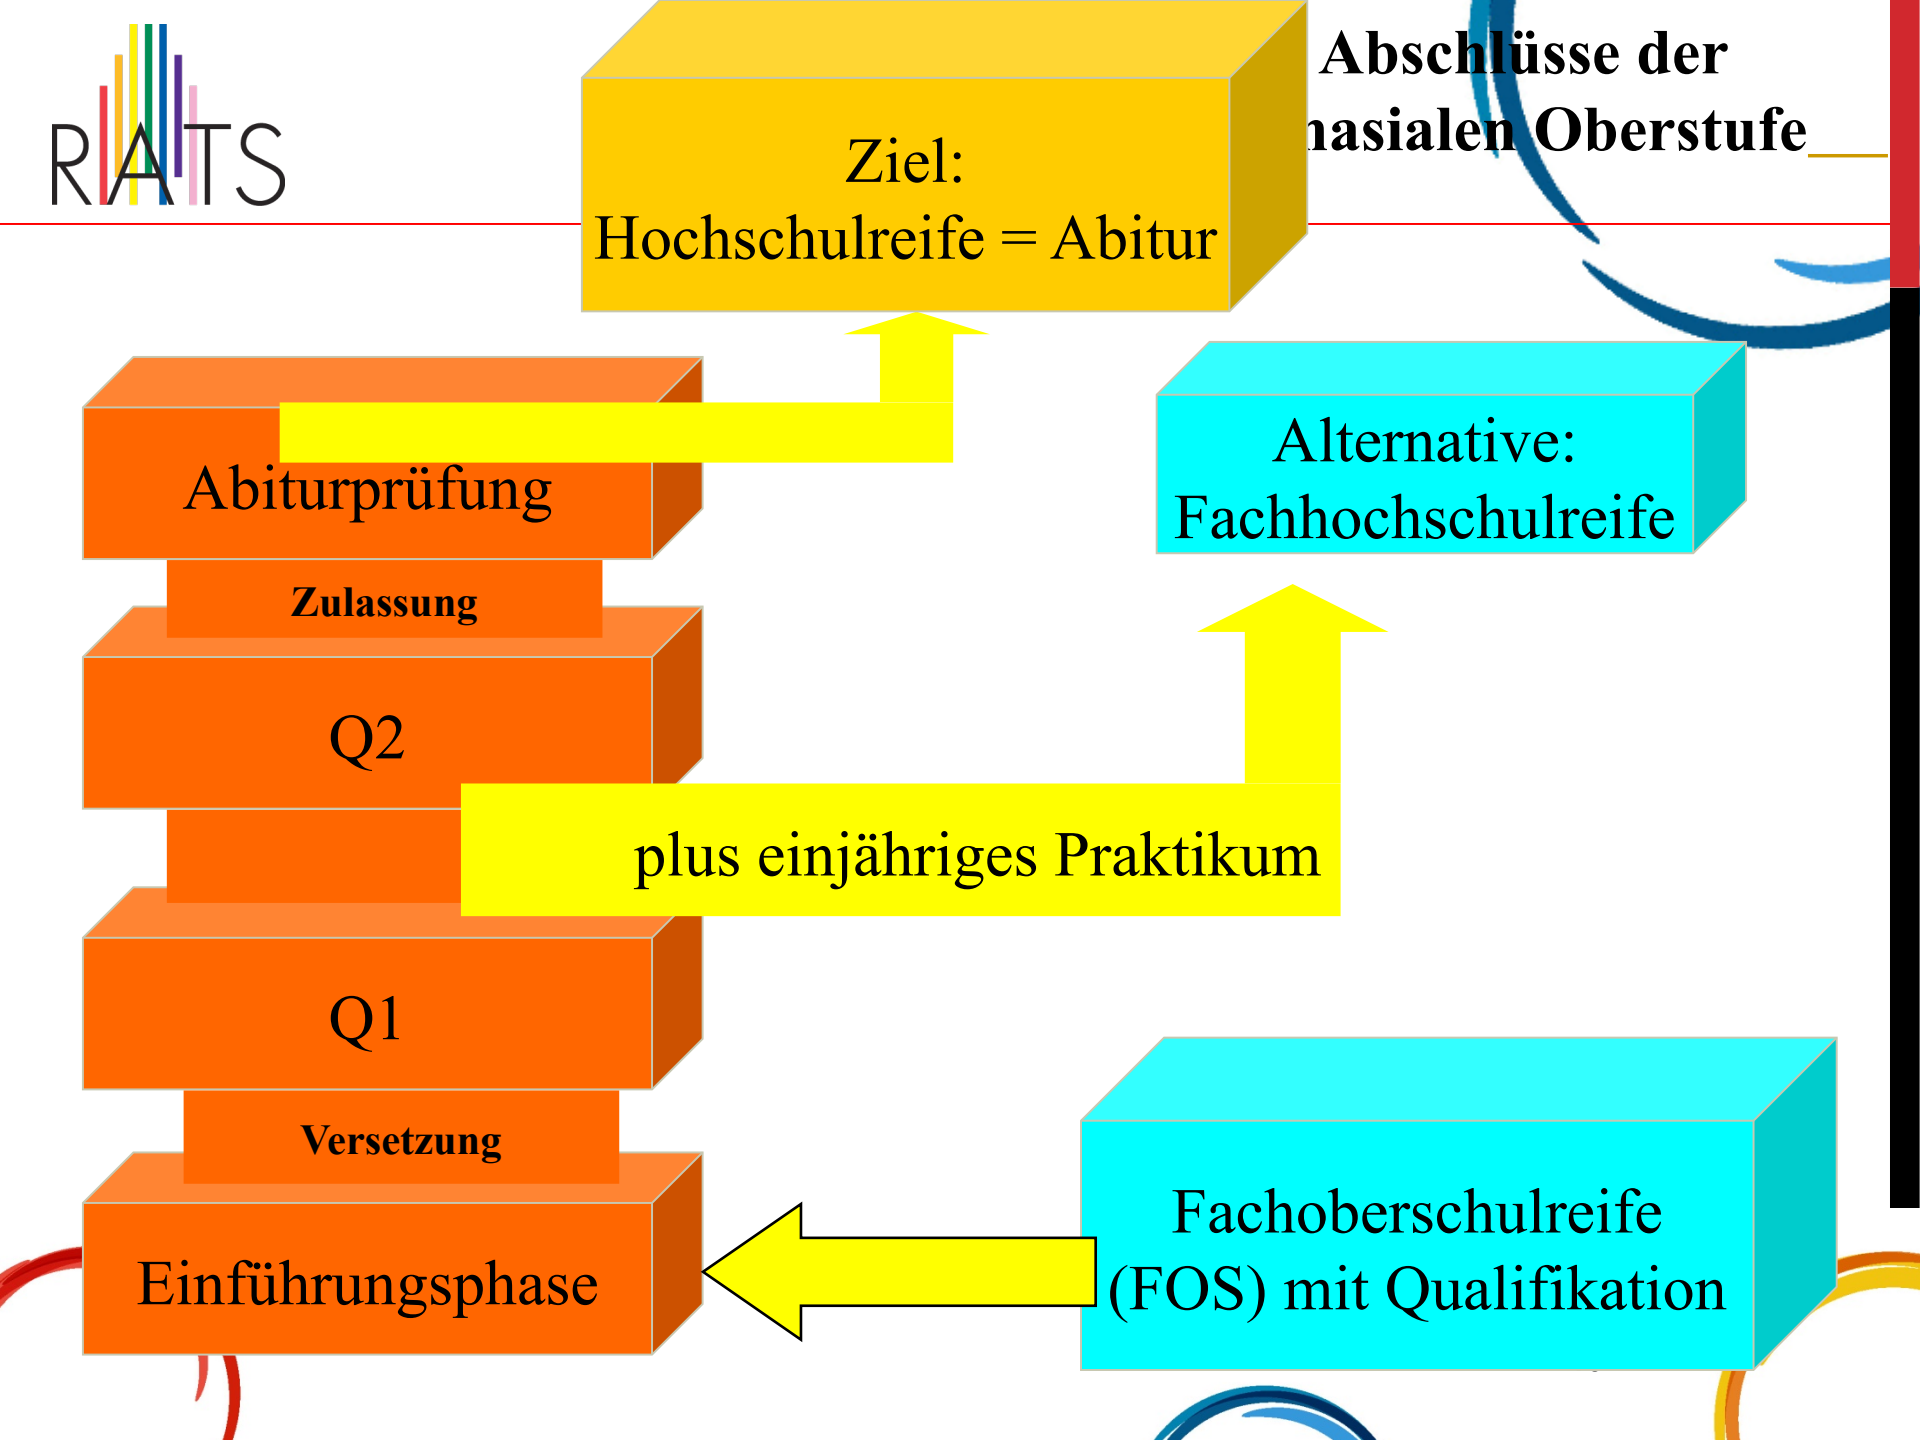 RATS
Abschlüsse der
Oberstufe
Ziel:
Hochschulreife = Abitur
Alternative:
Fachhochschulreife
Abiturprüfung
Zulassung
Q2
plus einjähriges Praktikum
Q1
Versetzung
Einführungsphase
Fachoberschulreife
(FOS) mit Qualifikation